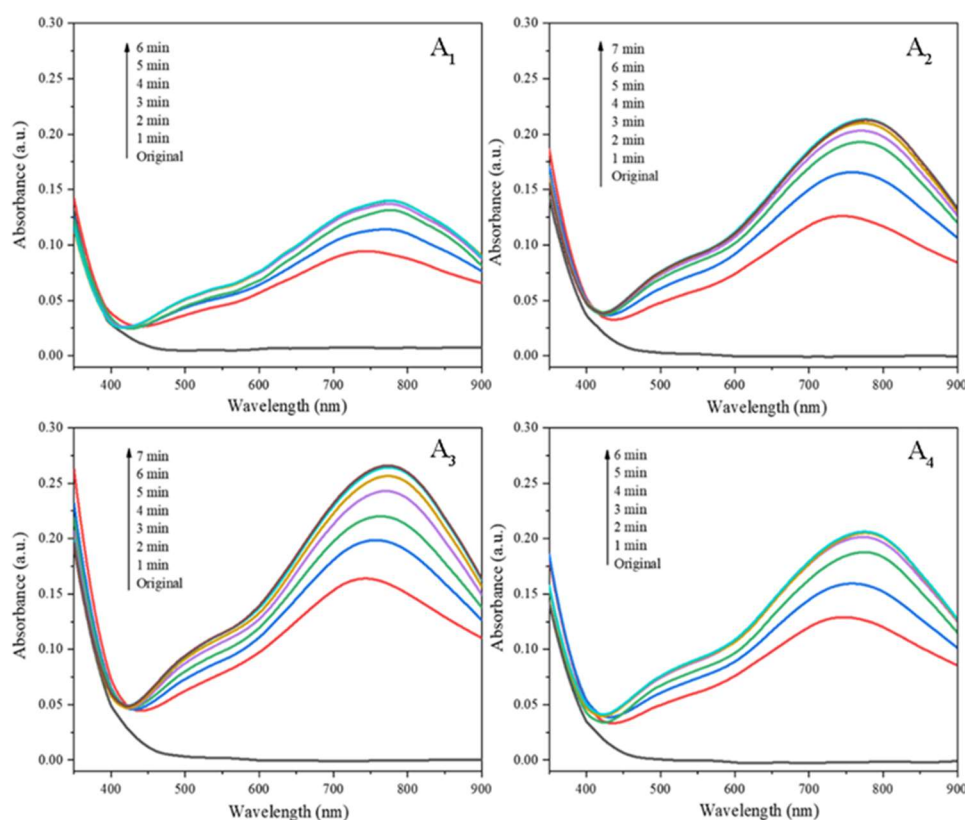 A1
0.30
0.25
0.20
0.15
0.10
0.05
0.00
Absorbance (a.u.)
6 min
5 min
4 min
3 min
2 min
1 min
Original
400 500 600 700 800 900
Wavelength (nm)
A2
0.30
0.25
0.20
0.15
0.10
0.05
0.00
Absorbance (a.u.)
7 min
6 min
5 min
4 min
3 min
2 min
1 min
Original
400 500 600 700 800 900
Wavelength (nm)
A3
0.30
0.25
0.20
0.15
0.10
0.05
0.00
Absorbance (a.u.)
7 min
6 min
5 min
4 min
3 min
2 min
1 min
Original
400 500 600 700 800 900
Wavelength (nm)
A4
0.30
0.25
0.20
0.15
0.10
0.05
0.00
Absorbance (a.u.)
6 min
5 min
4 min
3 min
2 min
1 min
Original
400 500 600 700 800 900
Wavelength (nm)